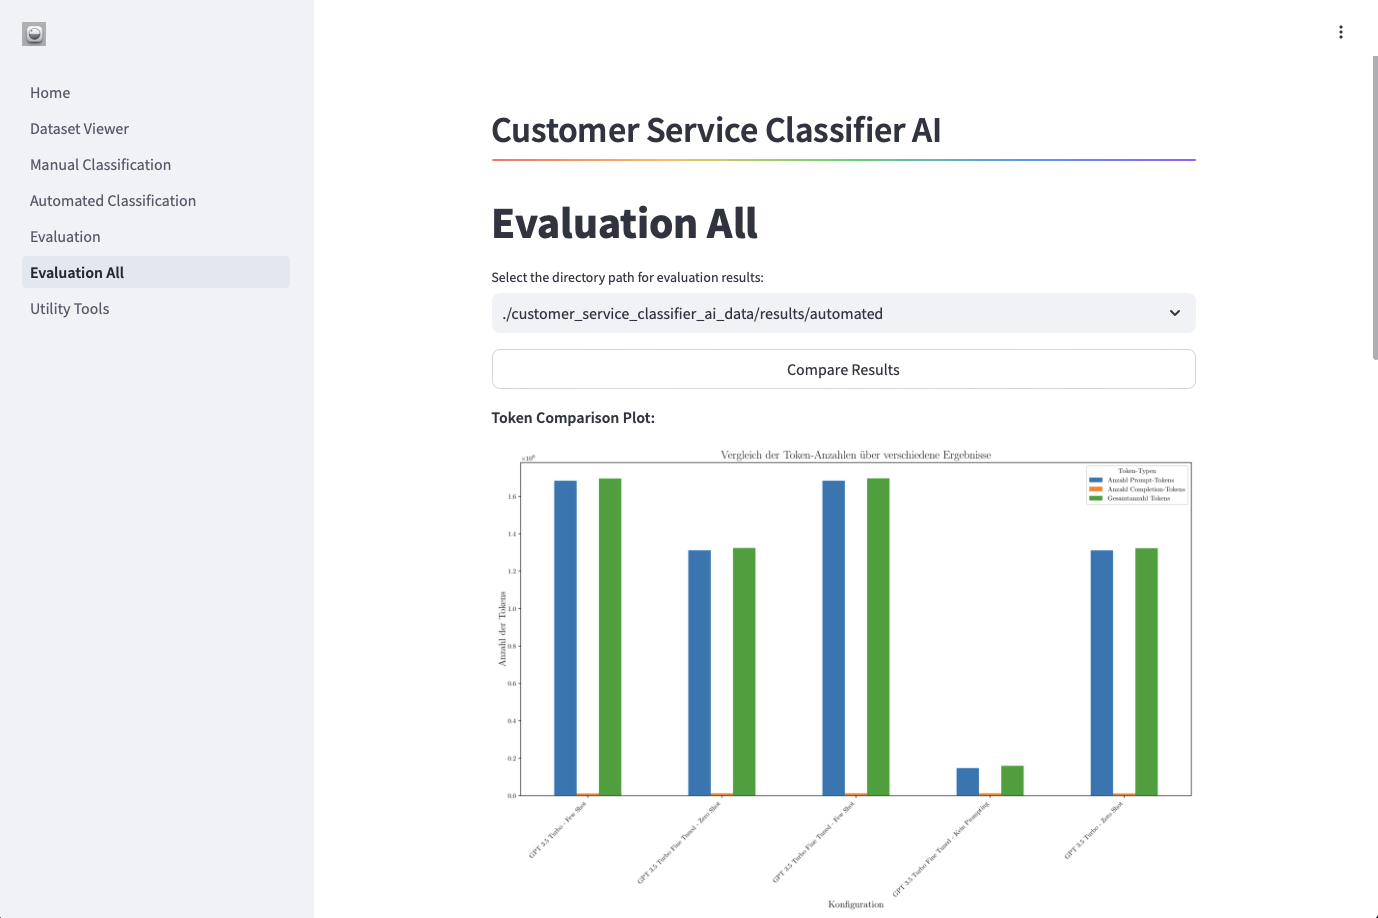 Home
Dataset Viewer
Manual Classification
Automated Classification
Evaluation
Evaluation All
Utility Tools
Customer Service Classifier AI
Evaluation All
Select the directory path for evaluation results:
./customer_service_classifier_ai_data/results/automated
Compare Results
Token Comparison Plot:
Vergleich der Token-Anzahlen über verschiedene Ergebnisse
×10⁶
Token-Typen
Anzahl Prompt-Tokens
Anzahl Completion-Tokens
Gesamtanzahl Tokens
Anzahl der Tokens
1.6
1.4
1.2
1.0
0.8
0.6
0.4
0.2
0.0
GPT 3.5 Turbo - Few Shot
GPT 3.5 Turbo Fine Tuned - Zero Shot
GPT 3.5 Turbo Fine Tuned - Few Shot
GPT 3.5 Turbo Fine Tuned - Kein Prompting
GPT 3.5 Turbo - Zero Shot
Konfiguration